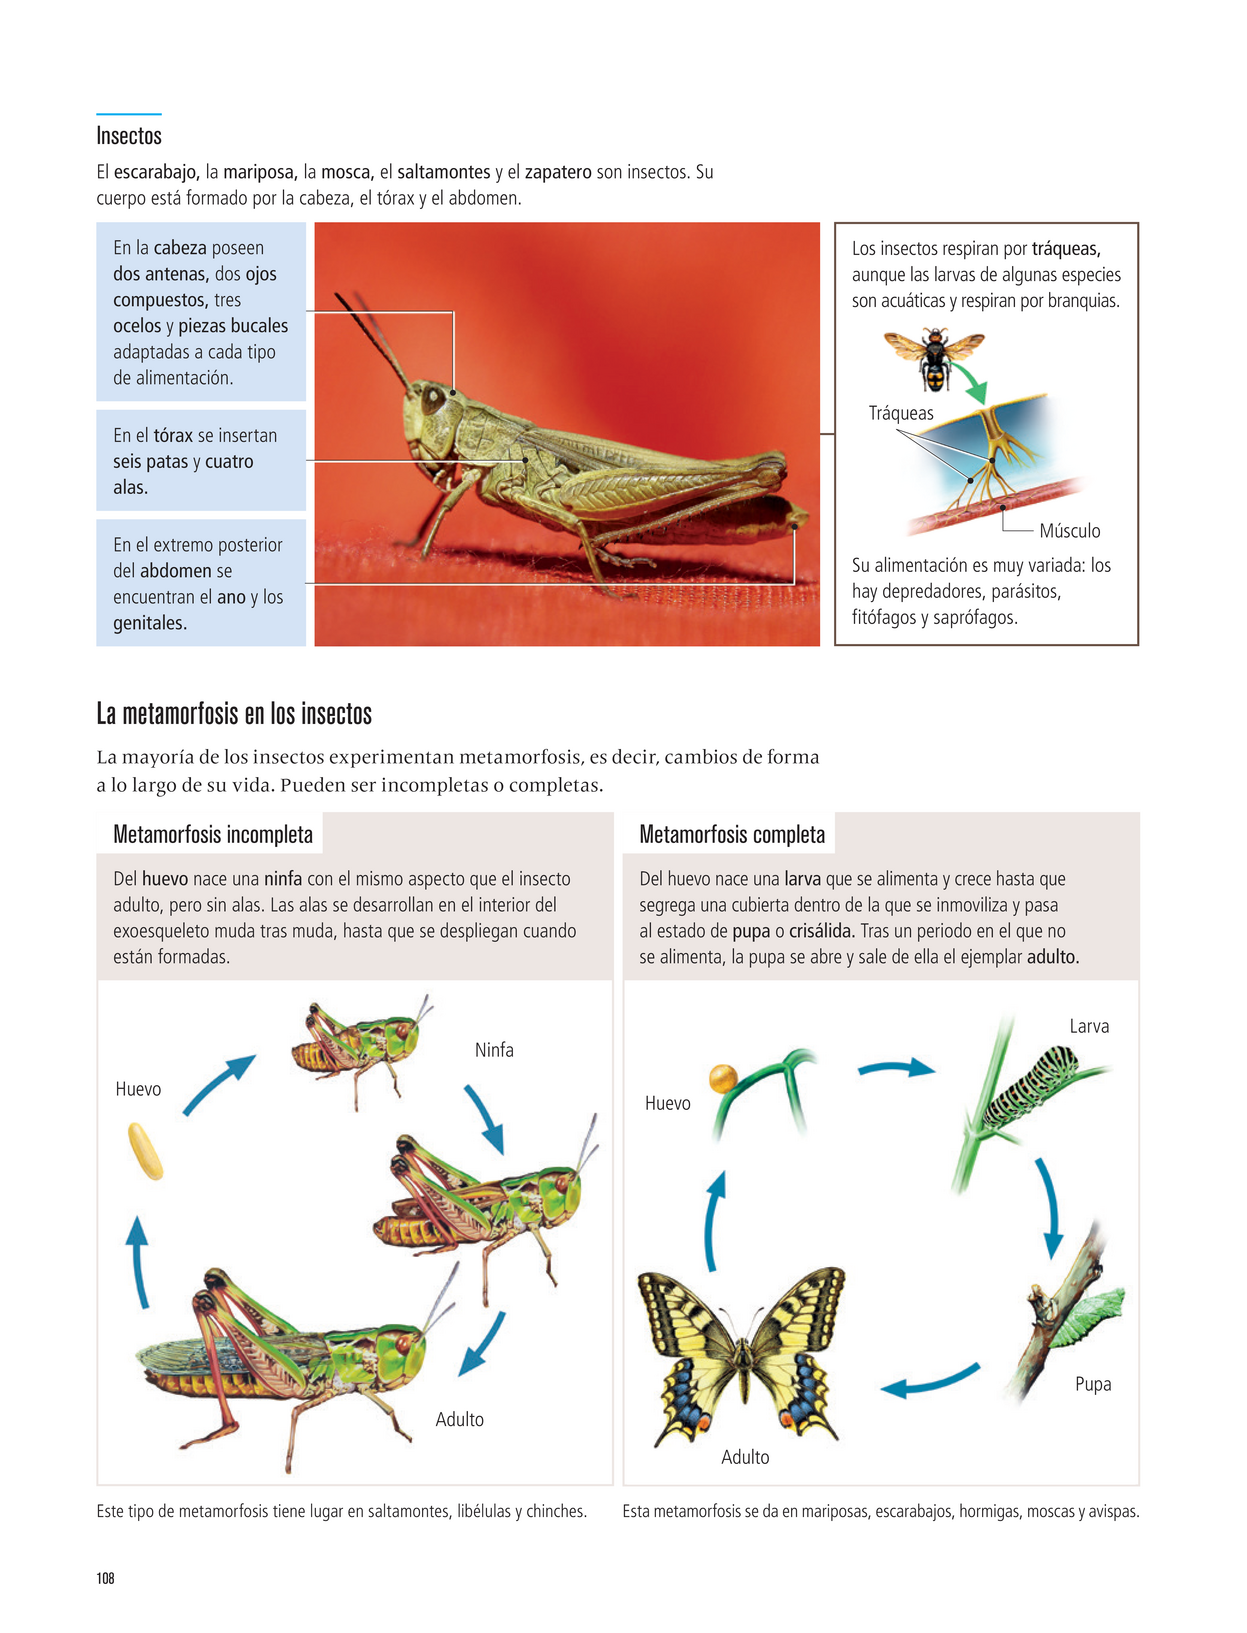 Insectos
El escarabajo, la mariposa, la mosca, el saltamontes y el zapatero son insectos. Su
cuerpo está formado por la cabeza, el tórax y el abdomen.
En la cabeza poseen
dos antenas, dos ojos
compuestos, tres
ocelos y piezas bucales
adaptadas a cada tipo
de alimentación.
En el tórax se insertan
seis patas y cuatro
alas.
En el extremo posterior
del abdomen se
encuentran el ano y los
genitales.
Los insectos respiran por tráqueas,
aunque las larvas de algunas especies
son acuáticas y respiran por branquias.
Tráqueas
Músculo
Su alimentación es muy variada: los
hay depredadores, parásitos,
fitófagos y saprófagos.
La metamorfosis en los insectos
La mayoría de los insectos experimentan metamorfosis, es decir, cambios de forma
a lo largo de su vida. Pueden ser incompletas o completas.
Metamorfosis incompleta
Del huevo nace una ninfa con el mismo aspecto que el insecto
adulto, pero sin alas. Las alas se desarrollan en el interior del
exoesqueleto muda tras muda, hasta que se despliegan cuando
están formadas.
Ninfa
Huevo
Adulto
Este tipo de metamorfosis tiene lugar en saltamontes, libélulas y chinches.
Metamorfosis completa
Del huevo nace una larva que se alimenta y crece hasta que
segrega una cubierta dentro de la que se inmoviliza y pasa
al estado de pupa o crisálida. Tras un periodo en el que no
se alimenta, la pupa se abre y sale de ella el ejemplar adulto.
Larva
Huevo
Pupa
Adulto
Esta metamorfosis se da en mariposas, escarabajos, hormigas, moscas y avispas.
108